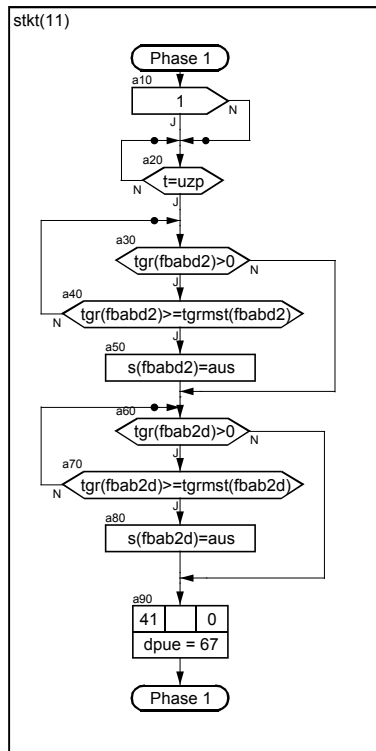 stkt(11)
Phase 1
a10
1
N
J
a20
t=uzp
N
J
a30
tgr(fbabd2)>0
N
J
a40
tgr(fbabd2)>=tgrmst(fbabd2)
N
J
a50
s(fbabd2)=aus
a60
tgr(fbab2d)>0
N
J
a70
tgr(fbab2d)>=tgrmst(fbab2d)
N
J
a80
s(fbab2d)=aus
a90
41 0
dpue = 67
Phase 1